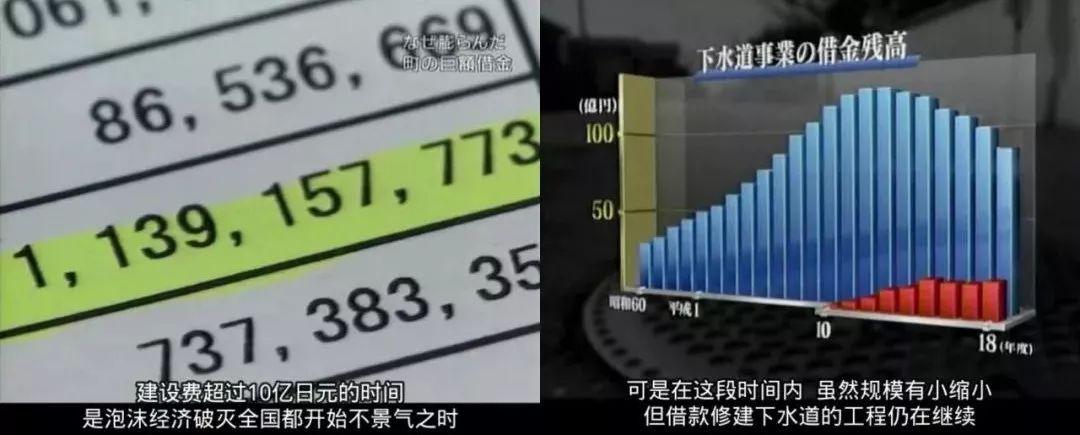 なぜ膨らんだ
町の巨額借金
061,
86,536,669
1,139,157,773
737,383,35
建设费超过10亿日元的时间
是泡沫经济破灭全国都开始不景气之时
下水道事業の借金残高
(億円)
100
50
昭和60
平成1
10
18(年度)
可是在这段时间内 虽然规模有小缩小
但借款修建下水道的工程仍在继续